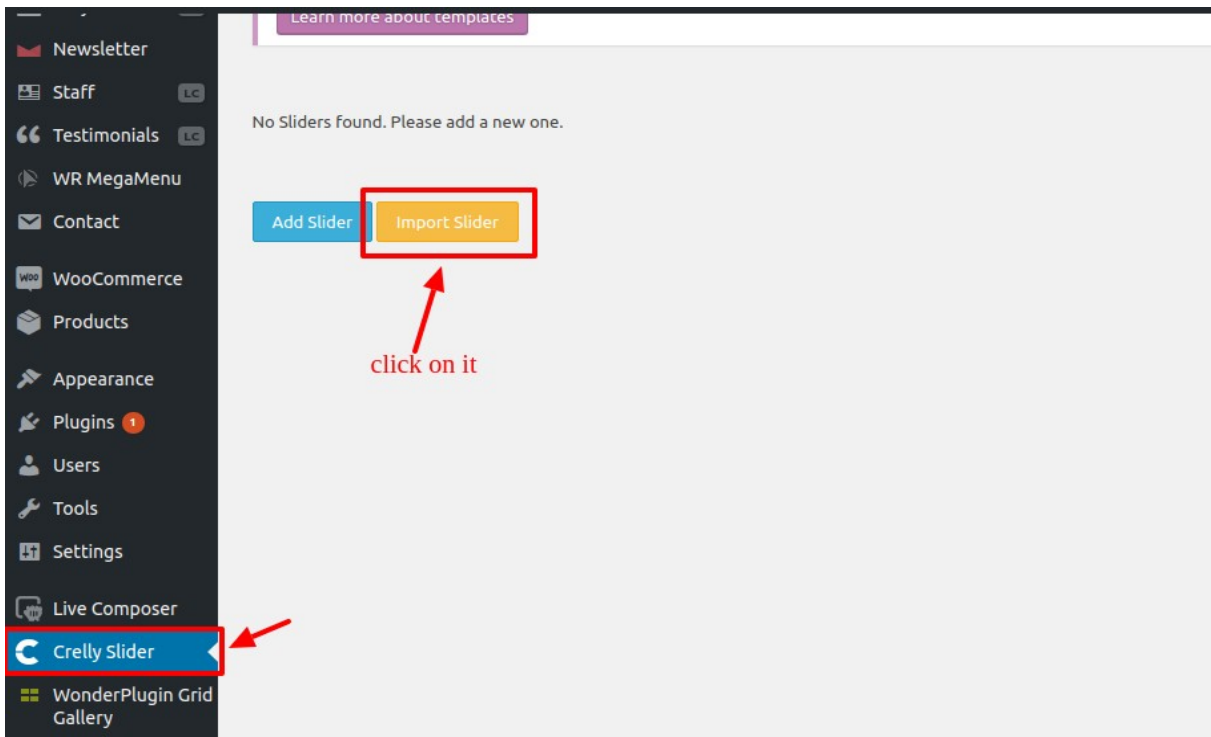 Learn more about templates
Newsletter
Staff LC
Testimonials LC
WR MegaMenu
Contact
WooCommerce
Products
Appearance
Plugins 1
Users
Tools
Settings
Live Composer
Crelly Slider
WonderPlugin Grid
Gallery
No Sliders found. Please add a new one.
Add Slider Import Slider
click on it